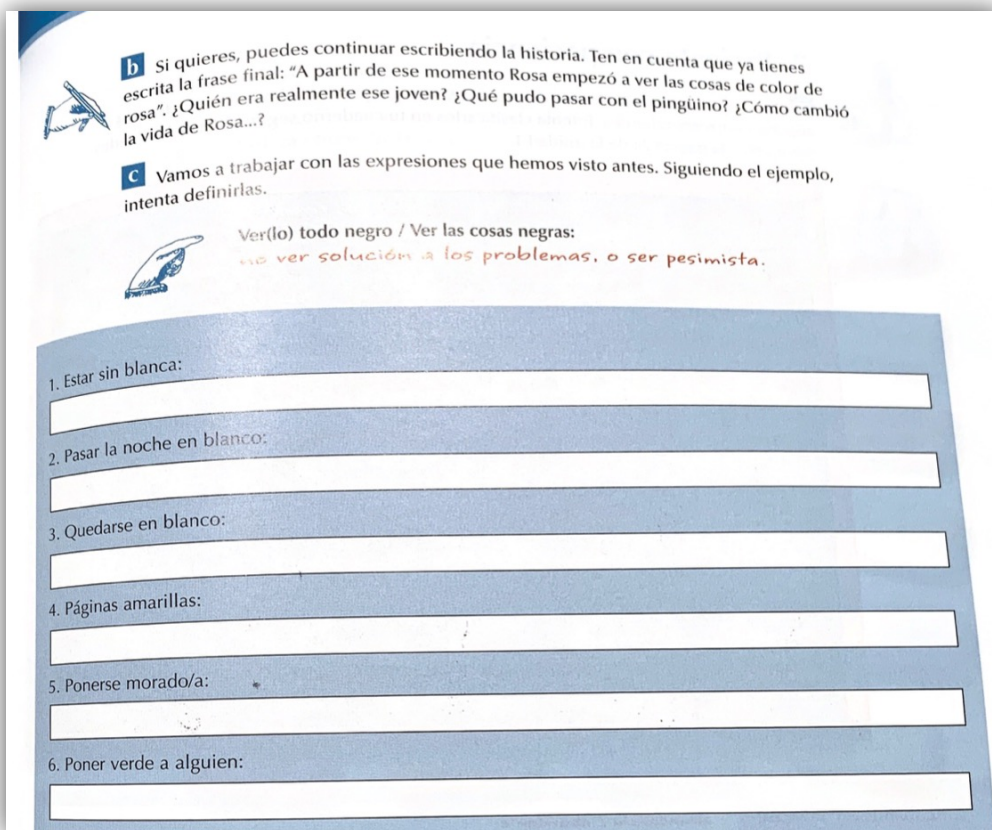 b Si quieres, puedes continuar escribiendo la historia. Ten en cuenta que ya tienes
escrita la frase final: "A partir de ese momento Rosa empezó a ver las cosas de color de
rosa". ¿Quién era realmente ese joven? ¿Qué pudo pasar con el pingüino? ¿Cómo cambió
la vida de Rosa...?
c Vamos a trabajar con las expresiones que hemos visto antes. Siguiendo el ejemplo,
intenta definirlas.
Ver(lo) todo negro / Ver las cosas negras:
no ver solución a los problemas, o ser pesimista.
1. Estar sin blanca:
2. Pasar la noche en blanco:
3. Quedarse en blanco:
4. Páginas amarillas:
5. Ponerse morado/a:
6. Poner verde a alguien: